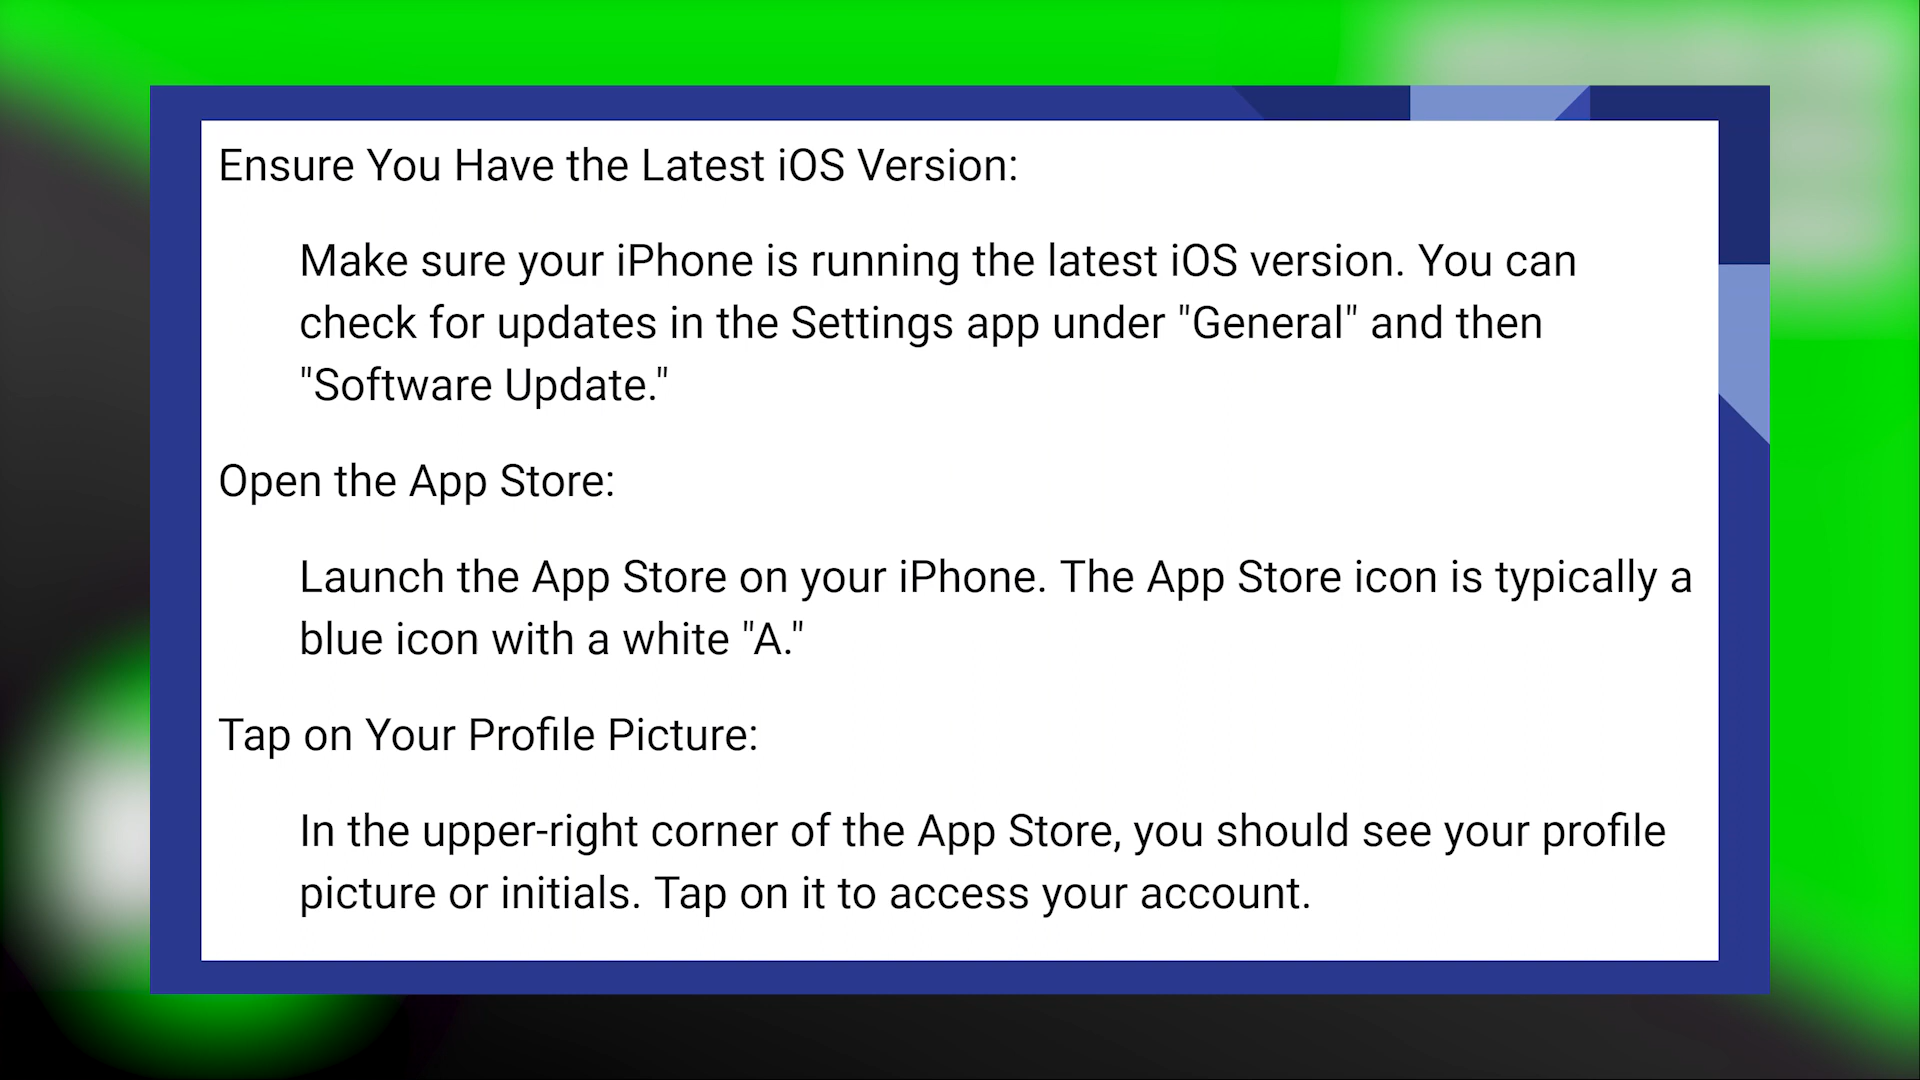 Ensure You Have the Latest iOS Version:
Make sure your iPhone is running the latest iOS version. You can
check for updates in the Settings app under "General" and then
"Software Update."
Open the App Store:
Launch the App Store on your iPhone. The App Store icon is typically a
blue icon with a white "A."
Tap on Your Profile Picture:
In the upper-right corner of the App Store, you should see your profile
picture or initials. Tap on it to access your account.